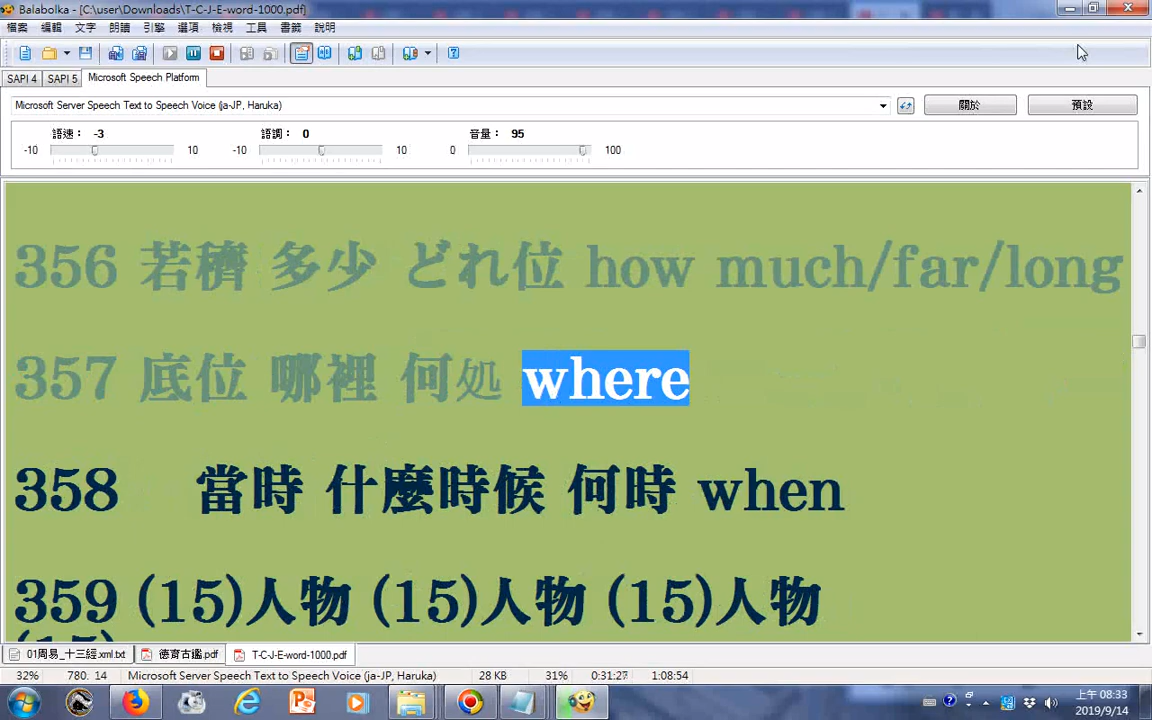 Balabolka - [C:\user\Downloads\T-C-J-E-word-1000.pdf]
檔案 編輯 文字 朗讀 引擎 選項 檢視 工具 書籤 說明
SAPI 4 SAPI 5 Microsoft Speech Platform
Microsoft Server Speech Text to Speech Voice (ja-JP, Haruka) 關於 預設
語速： -3 語調： 0 音量： 95
-10 10 -10 10 0 100
356 若穧 多少 どれ位 how much/far/long
357 底位 哪裡 何処 where
358 當時 什麼時候 何時 when
359 (15)人物 (15)人物 (15)人物
01周易_十三經.xml.txt 德育古鑑.pdf T-C-J-E-word-1000.pdf
32% 780. 14 Microsoft Server Speech Text to Speech Voice (ja-JP, Haruka) 28 KB 31% 0:31:27 1:08:54
上午 08:33
2019/9/14